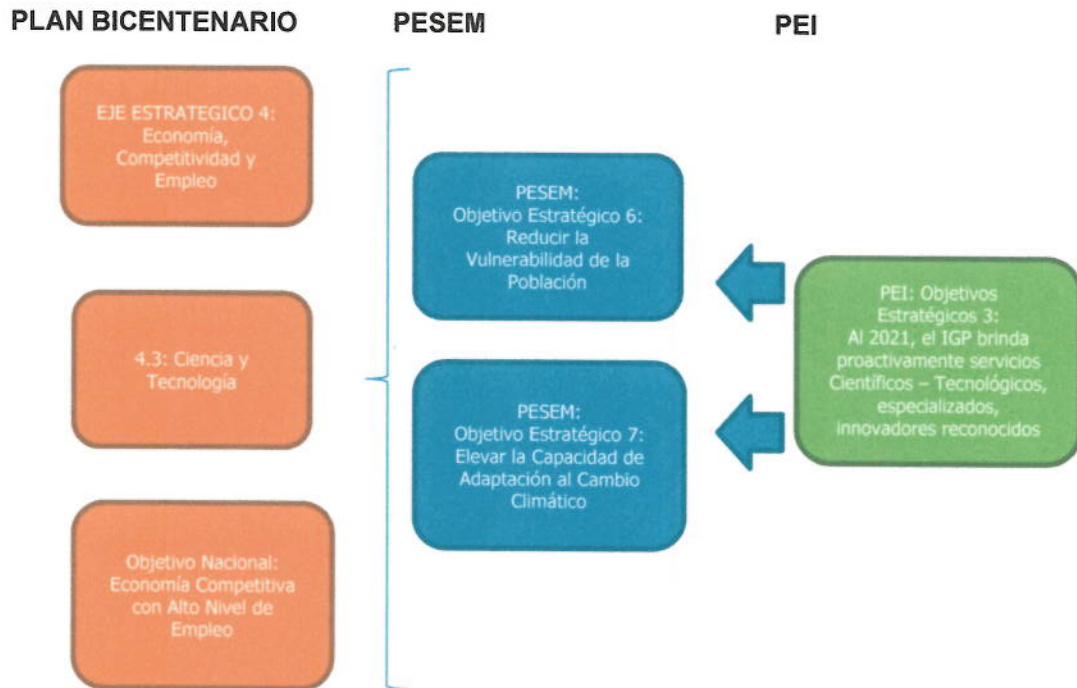 PLAN BICENTENARIO
PESEM
PEI
EJE ESTRATEGICO 4:
Economía,
Competitividad y
Empleo
4.3: Ciencia y
Tecnología
Objetivo Nacional:
Economía Competitiva
con Alto Nivel de
Empleo
PESEM:
Objetivo Estratégico 6:
Reducir la
Vulnerabilidad de la
Población
PESEM:
Objetivo Estratégico 7:
Elevar la Capacidad de
Adaptación al Cambio
Climático
PEI: Objetivos
Estratégicos 3:
Al 2021, el IGP brinda
proactivamente servicios
Científicos – Tecnológicos,
especializados,
innovadores reconocidos